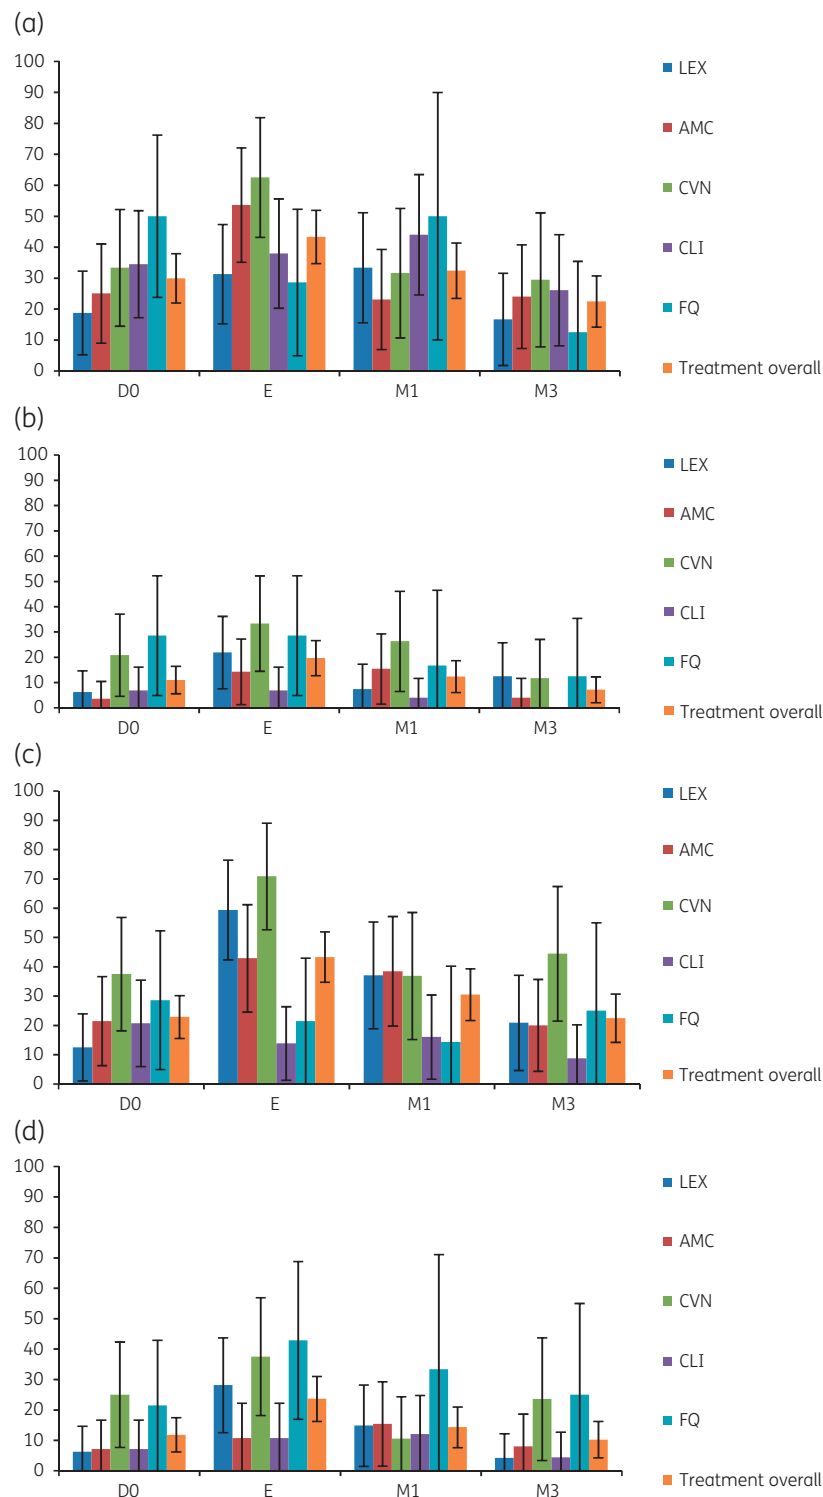 (a)
100
90
80
70
60
50
40
30
20
10
0
D0 E M1 M3
LEX
AMC
CVN
CLI
FQ
Treatment overall
(b)
100
90
80
70
60
50
40
30
20
10
0
D0 E M1 M3
LEX
AMC
CVN
CLI
FQ
Treatment overall
(c)
100
90
80
70
60
50
40
30
20
10
0
D0 E M1 M3
LEX
AMC
CVN
CLI
FQ
Treatment overall
(d)
100
90
80
70
60
50
40
30
20
10
0
D0 E M1 M3
LEX
AMC
CVN
CLI
FQ
Treatment overall